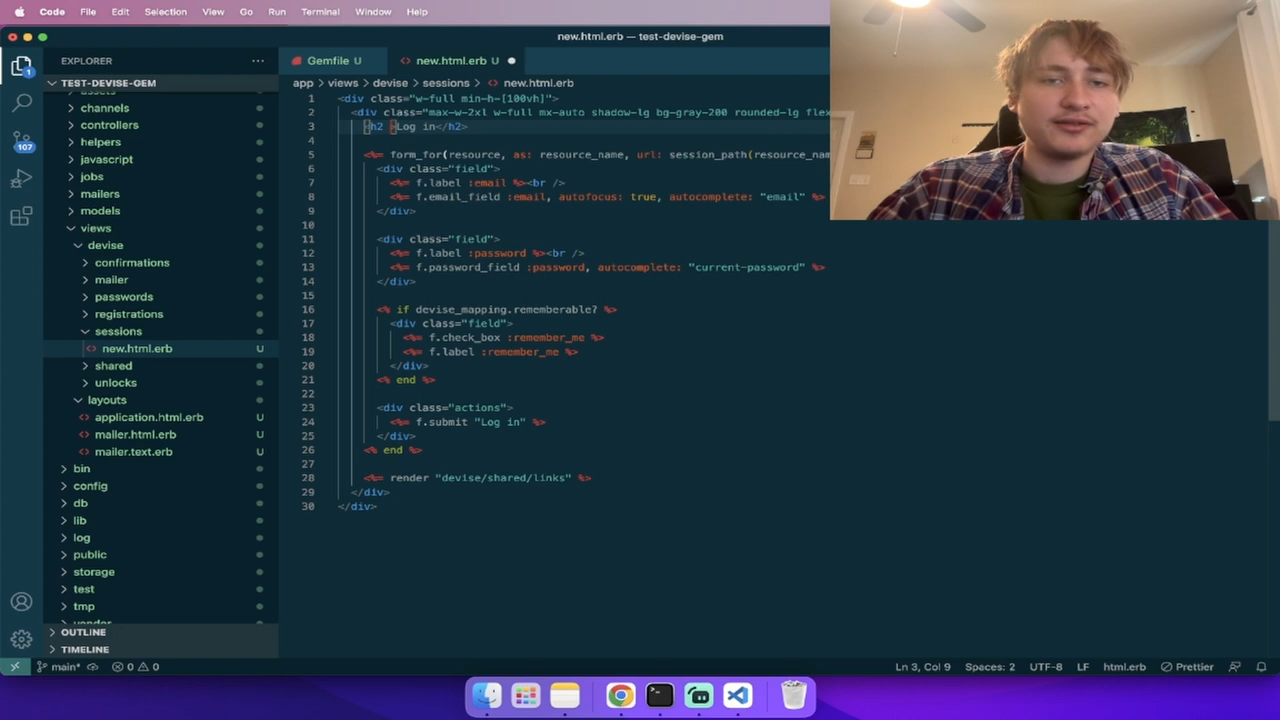 Code File Edit Selection View Go Run Terminal Window Help
new.html.erb — test-devise-gem
EXPLORER
Gemfile U
new.html.erb U
TEST-DEVISE-GEM
app > views > devise > sessions > new.html.erb
channels
controllers
helpers
javascript
jobs
mailers
models
views
devise
confirmations
mailer
passwords
registrations
sessions
new.html.erb U
shared
unlocks
layouts
application.html.erb U
mailer.html.erb U
mailer.text.erb U
bin
config
db
lib
log
public
storage
test
tmp
OUTLINE
TIMELINE
1
107
1 <div class="w-full min-h-[100vh]">
2 <div class="max-w-2xl w-full mx-auto shadow-lg bg-gray-200 rounded-lg flex
3 <h2 >Log in</h2>
4
5 <%= form_for(resource, as: resource_name, url: session_path(resource_nam
6 <div class="field">
7 <%= f.label :email %><br />
8 <%= f.email_field :email, autofocus: true, autocomplete: "email" %>
9 </div>
10
11 <div class="field">
12 <%= f.label :password %><br />
13 <%= f.password_field :password, autocomplete: "current-password" %>
14 </div>
15
16 <% if devise_mapping.rememberable? %>
17 <div class="field">
18 <%= f.check_box :remember_me %>
19 <%= f.label :remember_me %>
20 </div>
21 <% end %>
22
23 <div class="actions">
24 <%= f.submit "Log in" %>
25 </div>
26 <% end %>
27
28 <%= render "devise/shared/links" %>
29 </div>
30 </div>
main* 0 0 Ln 3, Col 9 Spaces: 2 UTF-8 LF html.erb Prettier